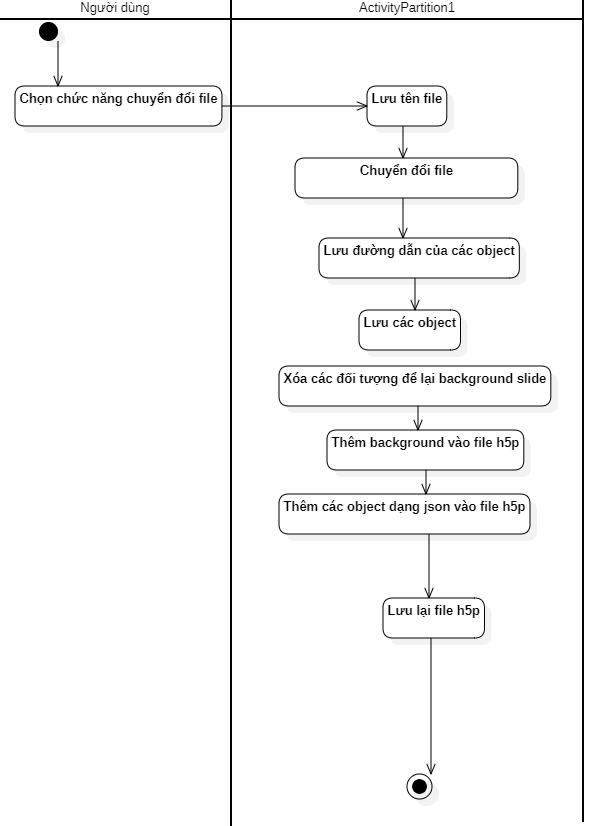 Người dùng
ActivityPartition1
Chọn chức năng chuyển đổi file
Lưu tên file
Chuyển đổi file
Lưu đường dẫn của các object
Lưu các object
Xóa các đối tượng để lại background slide
Thêm background vào file h5p
Thêm các object dạng json vào file h5p
Lưu lại file h5p